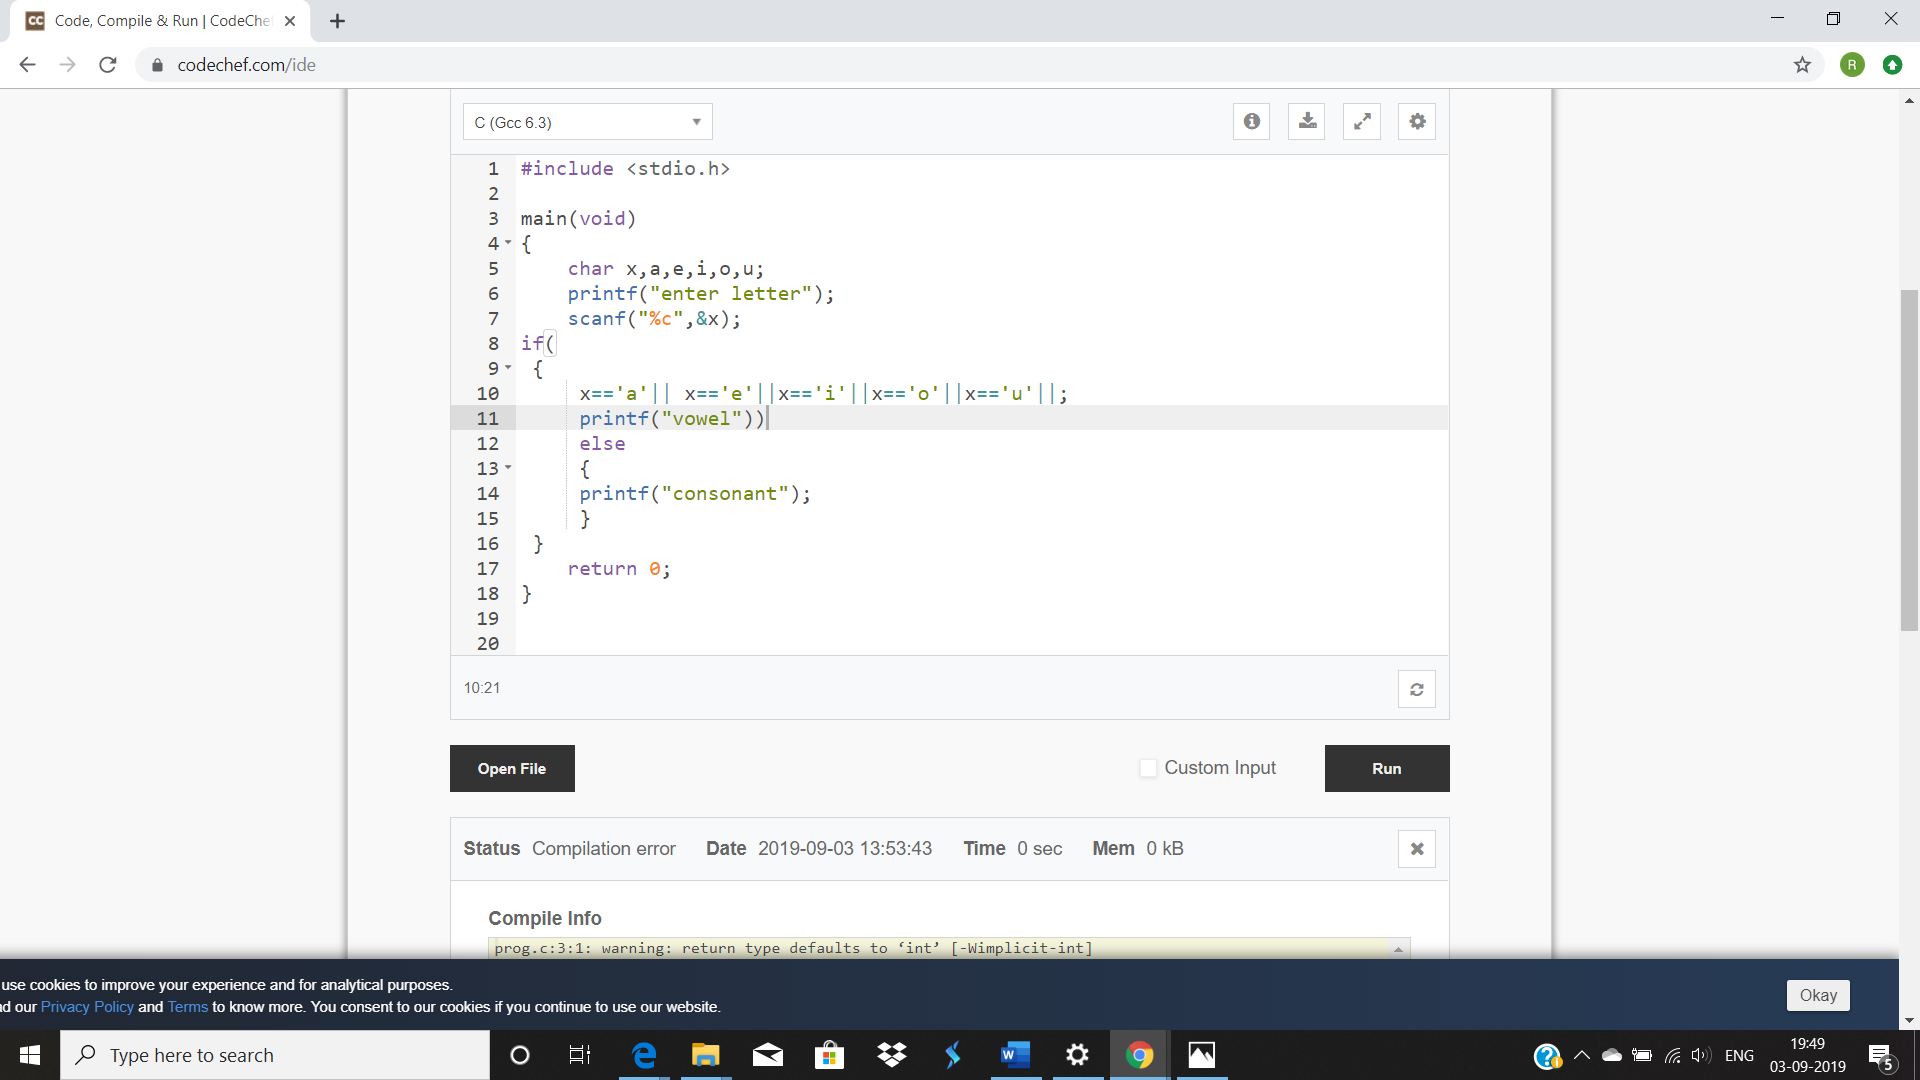 Code, Compile & Run | CodeChe
codechef.com/ide
R
C (Gcc 6.3)
1 #include <stdio.h>
2
3 main(void)
4 {
5 char x,a,e,i,o,u;
6 printf("enter letter");
7 scanf("%c",&x);
8 if(
9 {
10 x=='a'|| x=='e'||x=='i'||x=='o'||x=='u'||;
11 printf("vowel"))
12 else
13 {
14 printf("consonant");
15 }
16 }
17 return 0;
18 }
19
20
10:21
Open File
Custom Input
Run
Status Compilation error Date 2019-09-03 13:53:43 Time 0 sec Mem 0 kB
Compile Info
prog.c:3:1: warning: return type defaults to ‘int’ [-Wimplicit-int]
use cookies to improve your experience and for analytical purposes.
ad our Privacy Policy and Terms to know more. You consent to our cookies if you continue to use our website.
Okay
Type here to search
ENG
19:49
03-09-2019
5